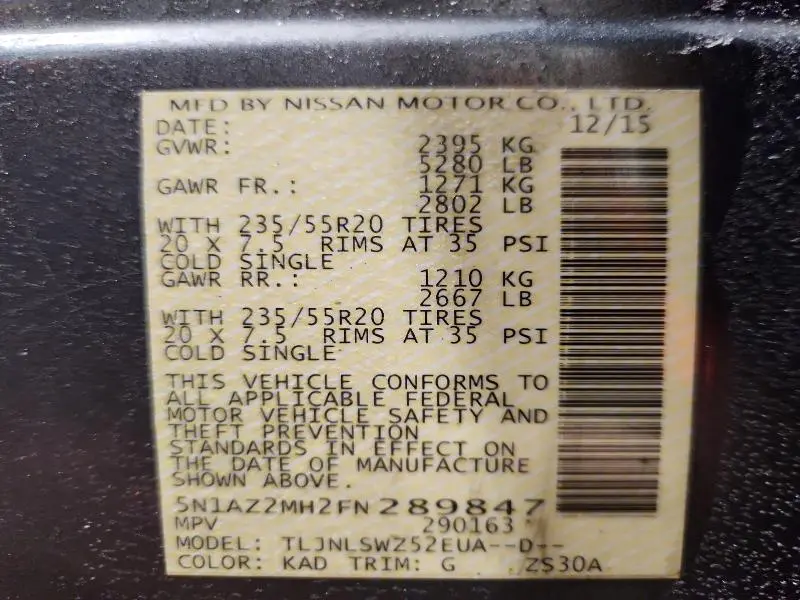 MFD BY NISSAN MOTOR CO., LTD.
DATE: 12/15
GVWR: 2395 KG
5280 LB
GAWR FR.: 1271 KG
2802 LB
WITH 235/55R20 TIRES
20 X 7.5 RIMS AT 35 PSI
COLD SINGLE
GAWR RR.: 1210 KG
2667 LB
WITH 235/55R20 TIRES
20 X 7.5 RIMS AT 35 PSI
COLD SINGLE
THIS VEHICLE CONFORMS TO
ALL APPLICABLE FEDERAL
MOTOR VEHICLE SAFETY AND
THEFT PREVENTION
STANDARDS IN EFFECT ON
THE DATE OF MANUFACTURE
SHOWN ABOVE.
5N1AZ2MH2FN289847
MPV 290163
MODEL: TLJNLSWZ52EUA--D--
COLOR: KAD TRIM: G ZS30A